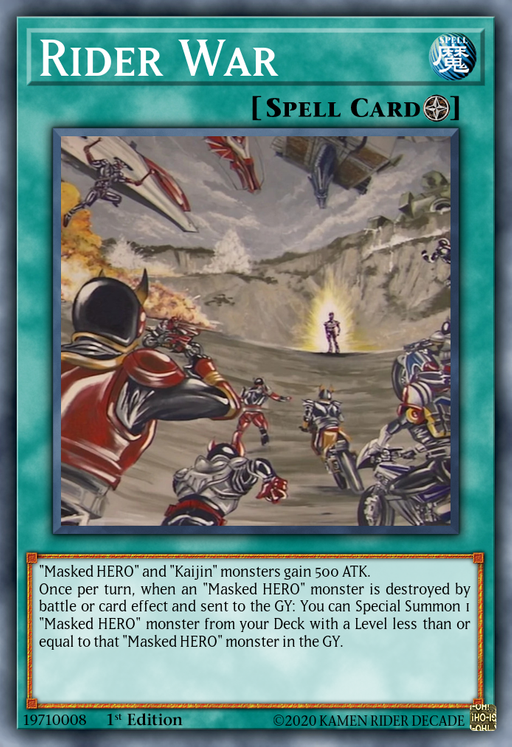 RIDER WAR
SPELL
魔
[SPELL CARD]
"Masked HERO" and "Kaijin" monsters gain 500 ATK.
Once per turn, when an "Masked HERO" monster is destroyed by
battle or card effect and sent to the GY: You can Special Summon 1
"Masked HERO" monster from your Deck with a Level less than or
equal to that "Masked HERO" monster in the GY.
19710008 1st Edition ©2020 KAMEN RIDER DECADE